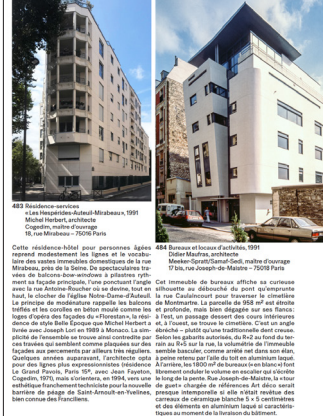 483 Résidence-services
«Les Hespérides-Auteuil-Mirabeau», 1991
Michel Herbert, architecte
Cogedim, maître d'ouvrage
18, rue Mirabeau – 75016 Paris
Cette résidence-hôtel pour personnes âgées
reprend modestement les lignes et le vocabu-
laire des vastes immeubles domestiques de la rue
Mirabeau, près de la Seine. De spectaculaires tra-
vées de balcons-bow-windows à pilastres ryth-
ment sa façade principale, l'une ponctuant l'angle
avec la rue Antoine-Roucher où se devine, tout en
haut, le clocher de l'église Notre-Dame-d'Auteuil.
Le principe de modénature rappelle les balcons
tréflés et les corolles en béton moulé comme les
loges d'opéra des façades du «Forestan», la rési-
dence de style Belle Époque que Michel Herbert a
livrée avec Joseph Lori en 1989 à Monaco. La sim-
plicité de l'ensemble se trouve ainsi contredite par
ces travées qui semblent comme plaquées sur des
façades aux percements par ailleurs très réguliers.
Quelques années auparavant, l'architecte opta
pour des lignes plus expressionnistes (résidence
Le Grand Pavois, Paris 15e, avec Jean Fayeton,
Cogedim, 1971), mais s'orientera, en 1994, vers une
esthétique franchement techniciste pour la nouvelle
barrière de péage de Saint-Arnoult-en-Yvelines,
bien connue des Franciliens.
484 Bureaux et locaux d'activités, 1991
Didier Maufras, architecte
Meeker-Spratt/Samaf-Sedi, maître d'ouvrage
17 bis, rue Joseph-de-Maistre – 75018 Paris
Cet immeuble de bureaux affiche sa curieuse
silhouette au débouché du pont qu'emprunte
la rue Caulaincourt pour traverser le cimetière
de Montmartre. La parcelle de 958 m² est étroite
et profonde, mais bien dégagée sur ses flancs:
à l'est, un passage dessert des cours intérieures
et, à l'ouest, se trouve le cimetière. C'est un angle
ébréché – plutôt qu'une traditionnelle dent creuse.
Selon les gabarits autorisés, du R+2 au fond du ter-
rain au R+5 sur la rue, la volumétrie de l'immeuble
semble basculer, comme arrêtée net dans son élan,
à peine retenu par l'aile du toit en aluminium laqué.
À l'arrière, les 1 800 m² de bureaux (« en blanc ») font
librement onduler le volume en escalier qui s'écrête
le long de la pente. Rue Joseph-de-Maistre, la « tour
de guet » chargée de références Art déco serait
presque intemporelle si elle n'était revêtue des
carreaux de céramique blanche 5 × 5 centimètres
et des éléments en aluminium laqué si caractéris-
tiques au moment de la livraison du bâtiment.